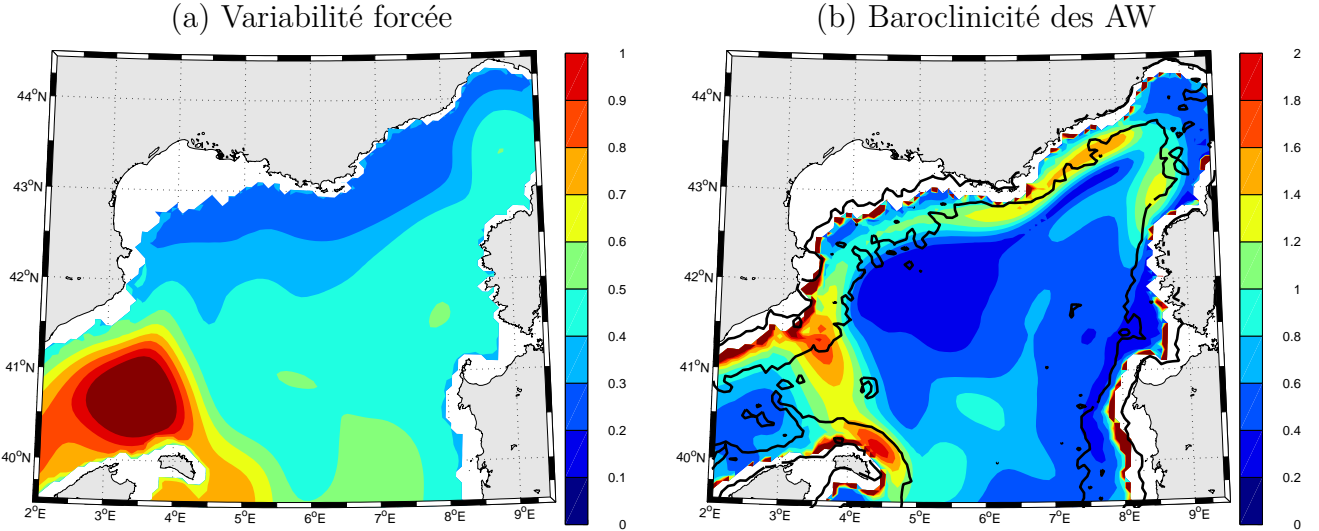 (a) Variabilité forcée
(b) Baroclinicité des AW
44°N
43°N
42°N
41°N
40°N
2°E 3°E 4°E 5°E 6°E 7°E 8°E 9°E
1
0.9
0.8
0.7
0.6
0.5
0.4
0.3
0.2
0.1
0
44°N
43°N
42°N
41°N
40°N
2°E 3°E 4°E 5°E 6°E 7°E 8°E 9°E
2
1.8
1.6
1.4
1.2
1
0.8
0.6
0.4
0.2
0